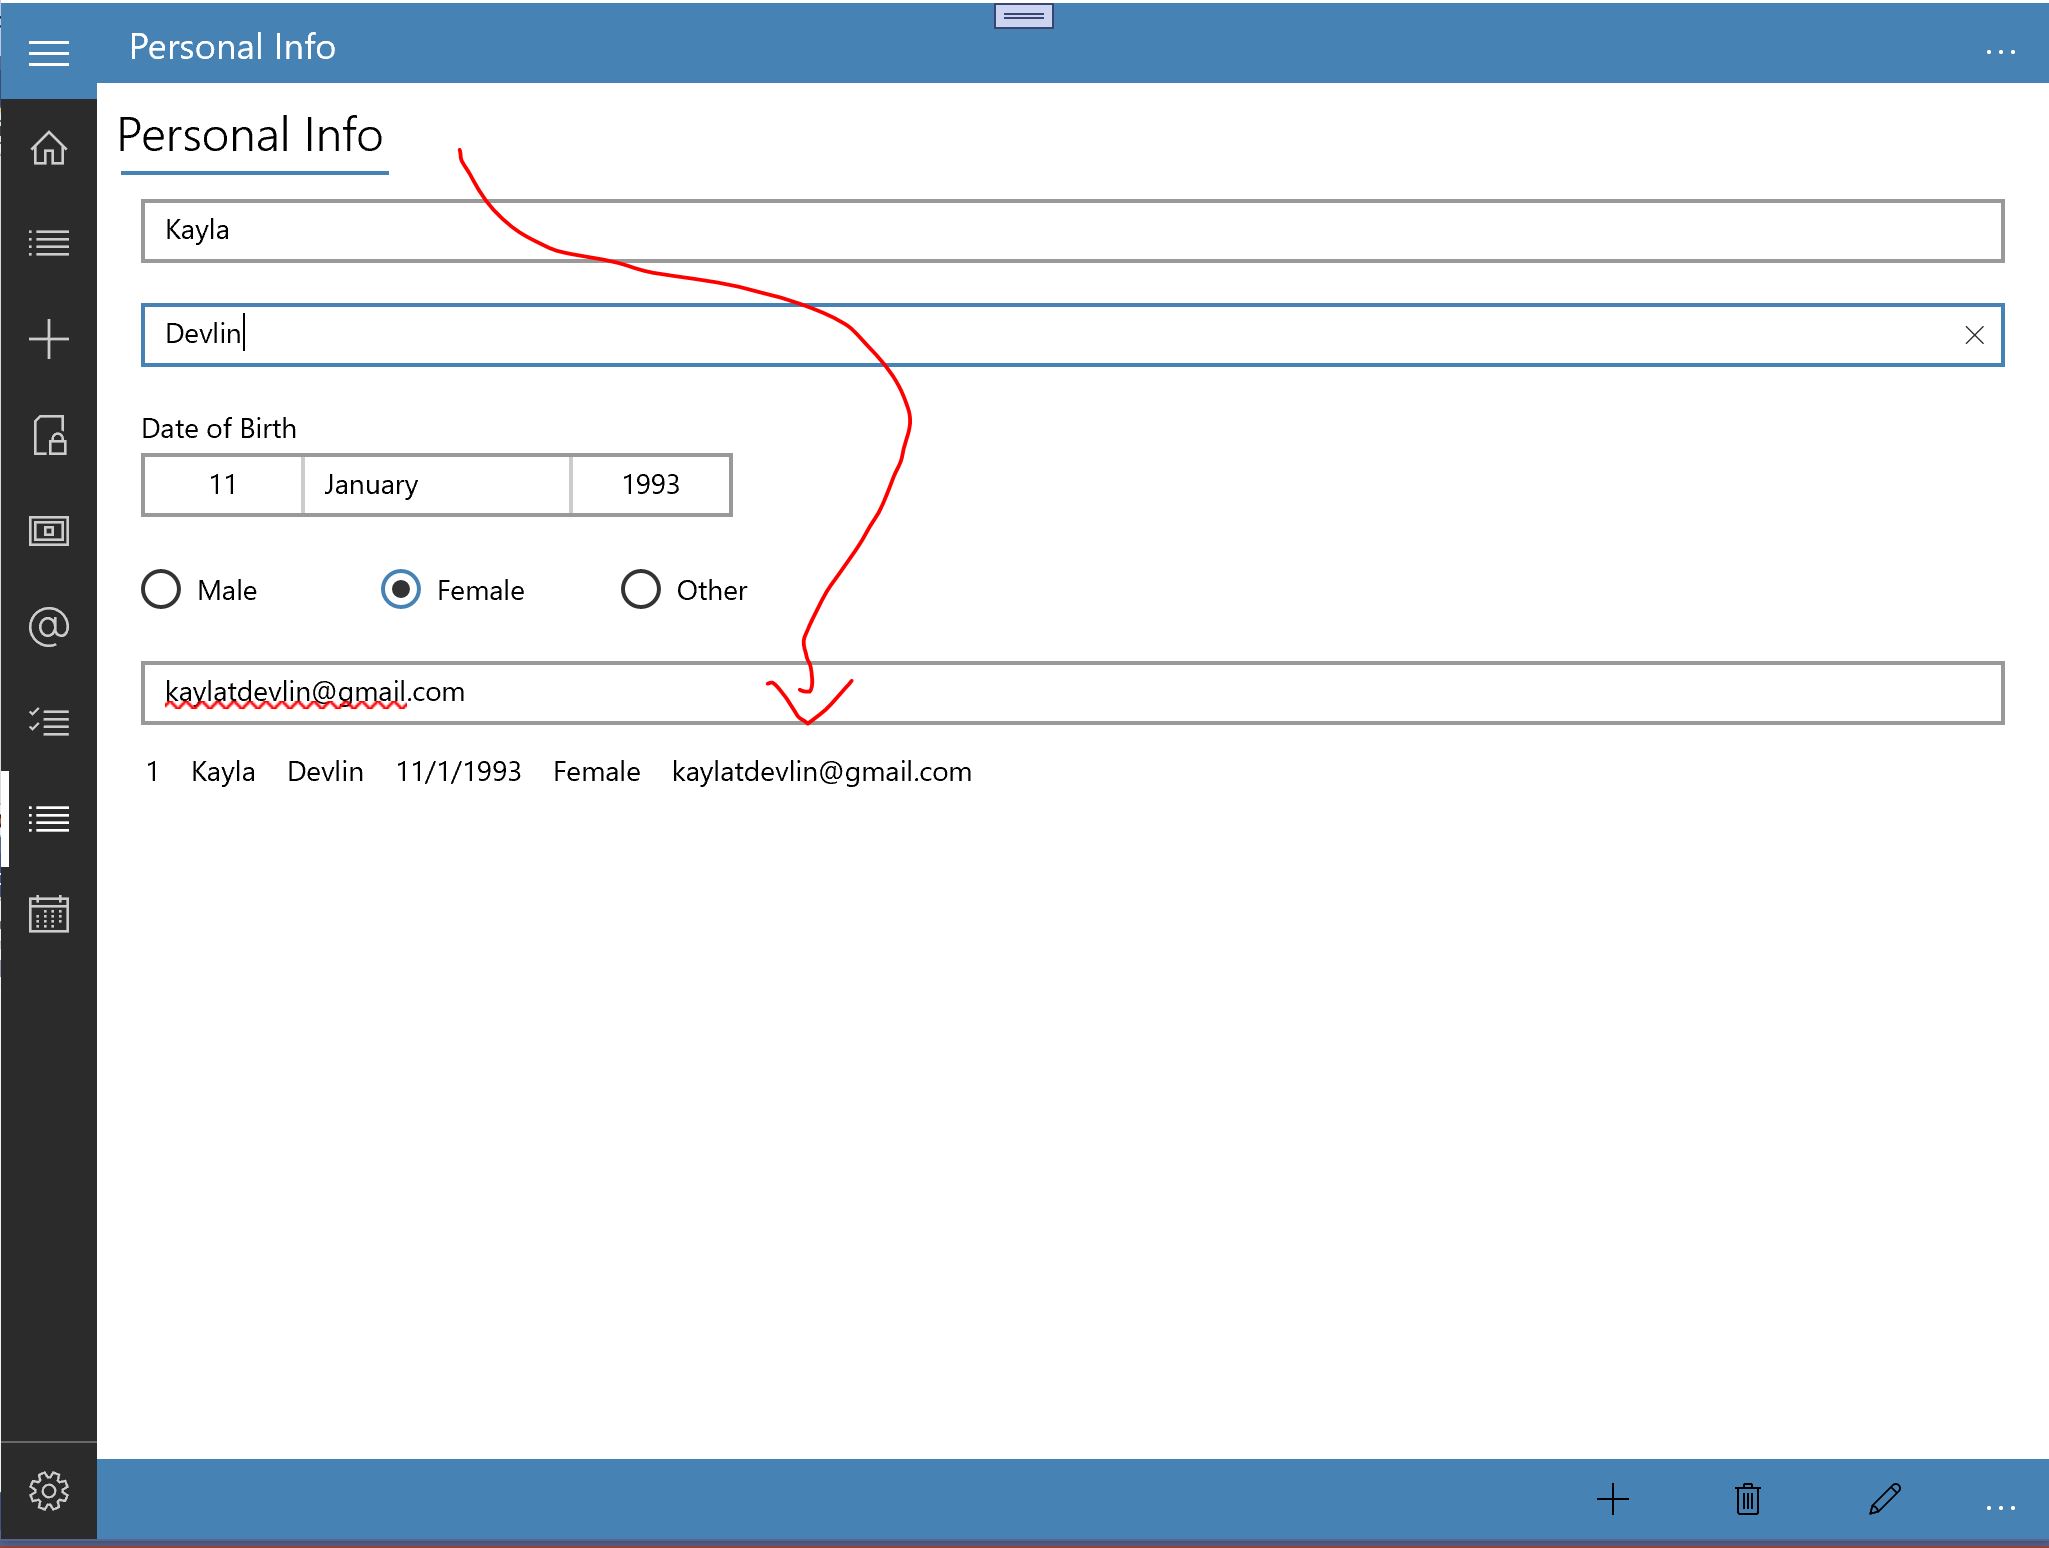 Personal Info
Personal Info
Kayla
Devlin
Date of Birth
11 January 1993
Male Female Other
kaylatdevlin@gmail.com
1 Kayla Devlin 11/1/1993 Female kaylatdevlin@gmail.com